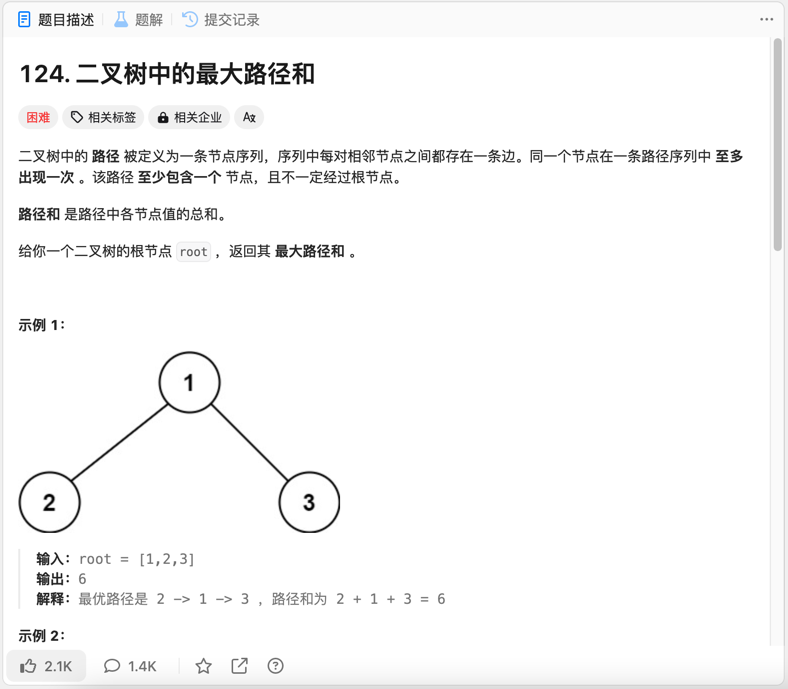 题目描述 题解 提交记录
124. 二叉树中的最大路径和
困难 相关标签 相关企业 Ax
二叉树中的 路径 被定义为一条节点序列，序列中每对相邻节点之间都存在一条边。同一个节点在一条路径序列中 至多
出现一次 。该路径 至少包含一个 节点，且不一定经过根节点。
路径和 是路径中各节点值的总和。
给你一个二叉树的根节点 root ，返回其 最大路径和 。
示例 1：
1
2 3
输入：root = [1,2,3]
输出：6
解释：最优路径是 2 -> 1 -> 3 ，路径和为 2 + 1 + 3 = 6
示例 2：
2.1K 1.4K